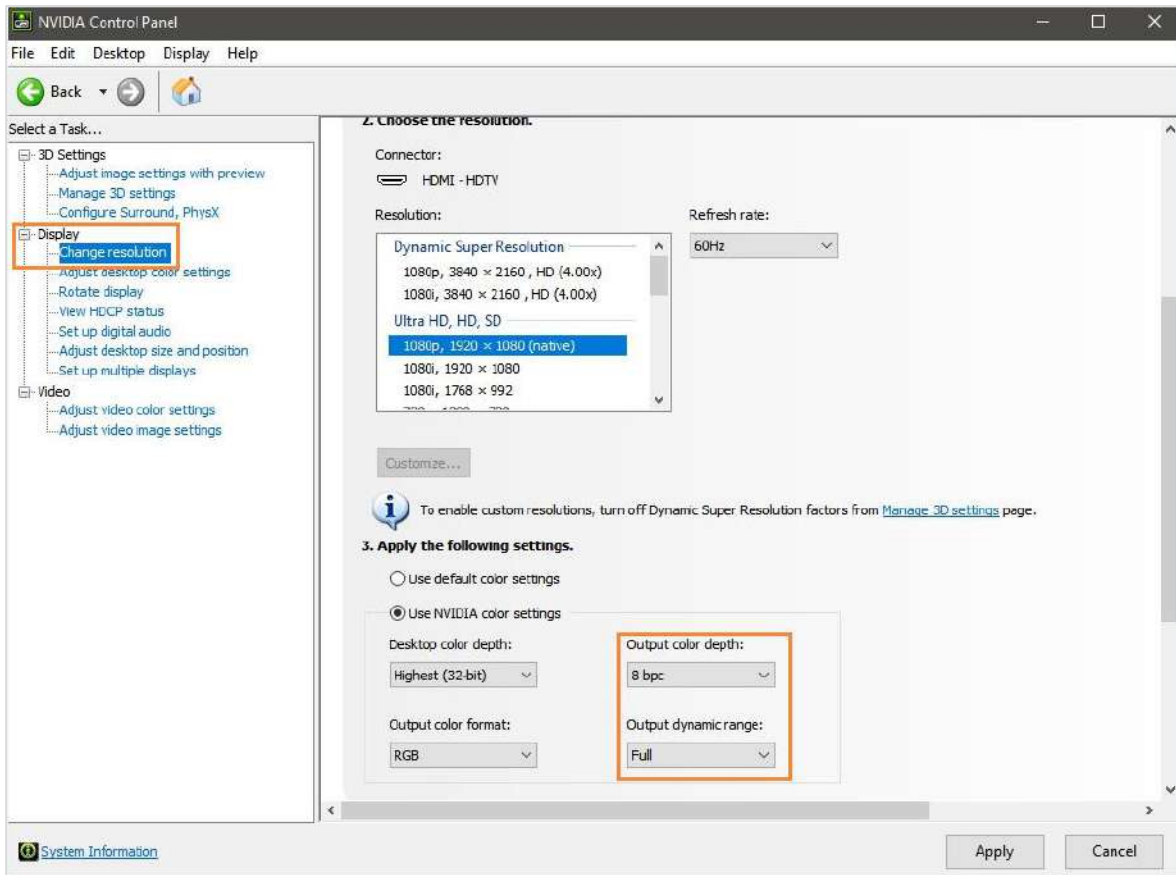 NVIDIA Control Panel
File Edit Desktop Display Help
Back
Select a Task...
3D Settings
Adjust image settings with preview
Manage 3D settings
Configure Surround, PhysX
Display
Change resolution
Adjust desktop color settings
Rotate display
View HDCP status
Set up digital audio
Adjust desktop size and position
Set up multiple displays
Video
Adjust video color settings
Adjust video image settings
2. Choose the resolution.
Connector:
HDMI - HDTV
Resolution:
Refresh rate:
60Hz
Dynamic Super Resolution
1080p, 3840 × 2160 , HD (4.00x)
1080i, 3840 × 2160 , HD (4.00x)
Ultra HD, HD, SD
1080p, 1920 × 1080 (native)
1080i, 1920 × 1080
1080i, 1768 × 992
Customize...
To enable custom resolutions, turn off Dynamic Super Resolution factors from Manage 3D settings page.
3. Apply the following settings.
Use default color settings
Use NVIDIA color settings
Desktop color depth:
Output color depth:
Highest (32-bit)
8 bpc
Output color format:
Output dynamic range:
RGB
Full
System Information
Apply
Cancel